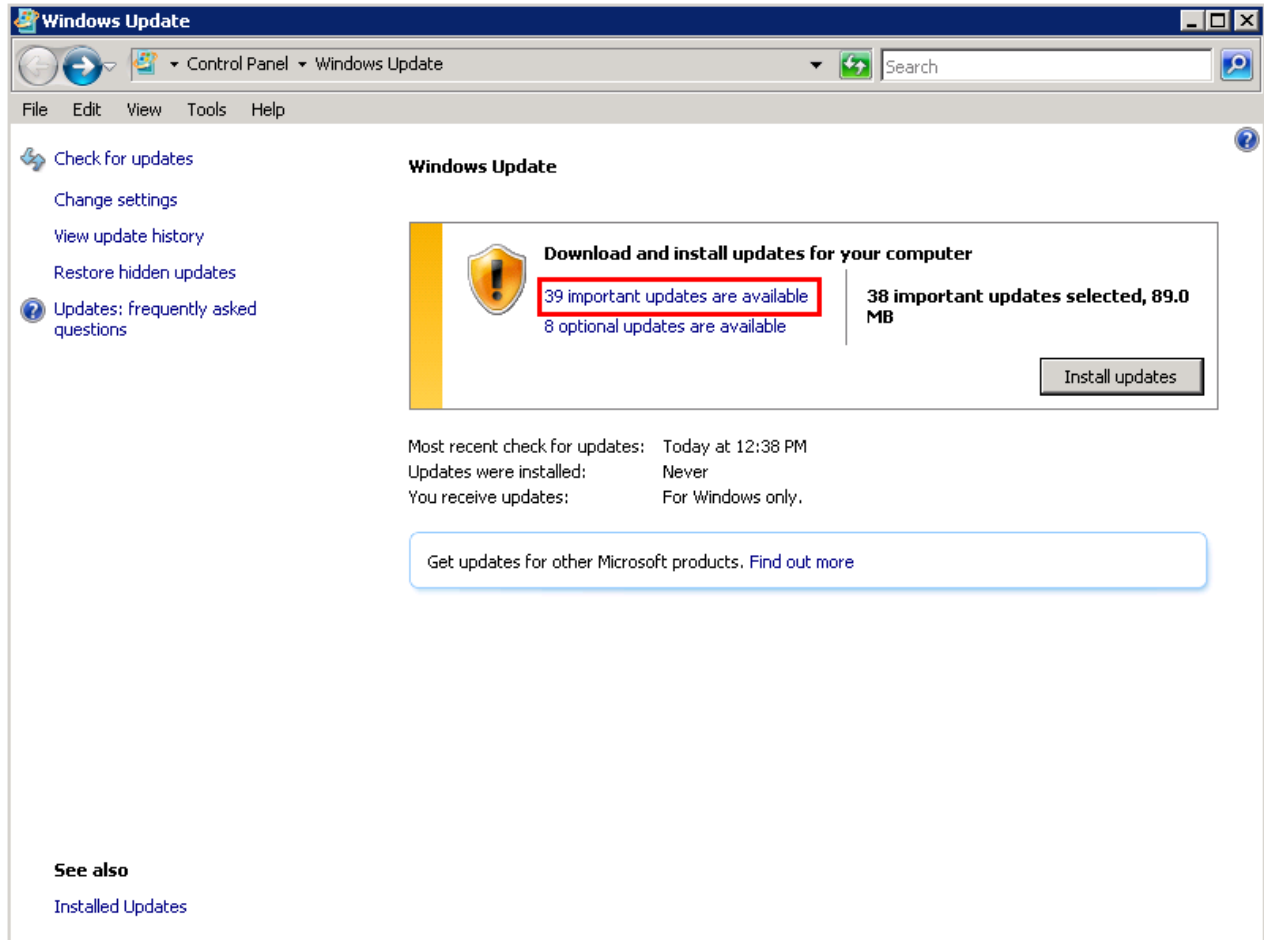 Windows Update
Control Panel Windows Update
Search
File Edit View Tools Help
Check for updates
Change settings
View update history
Restore hidden updates
Updates: frequently asked
questions
Windows Update
Download and install updates for your computer
39 important updates are available
8 optional updates are available
38 important updates selected, 89.0
MB
Install updates
Most recent check for updates: Today at 12:38 PM
Updates were installed: Never
You receive updates: For Windows only.
Get updates for other Microsoft products. Find out more
See also
Installed Updates